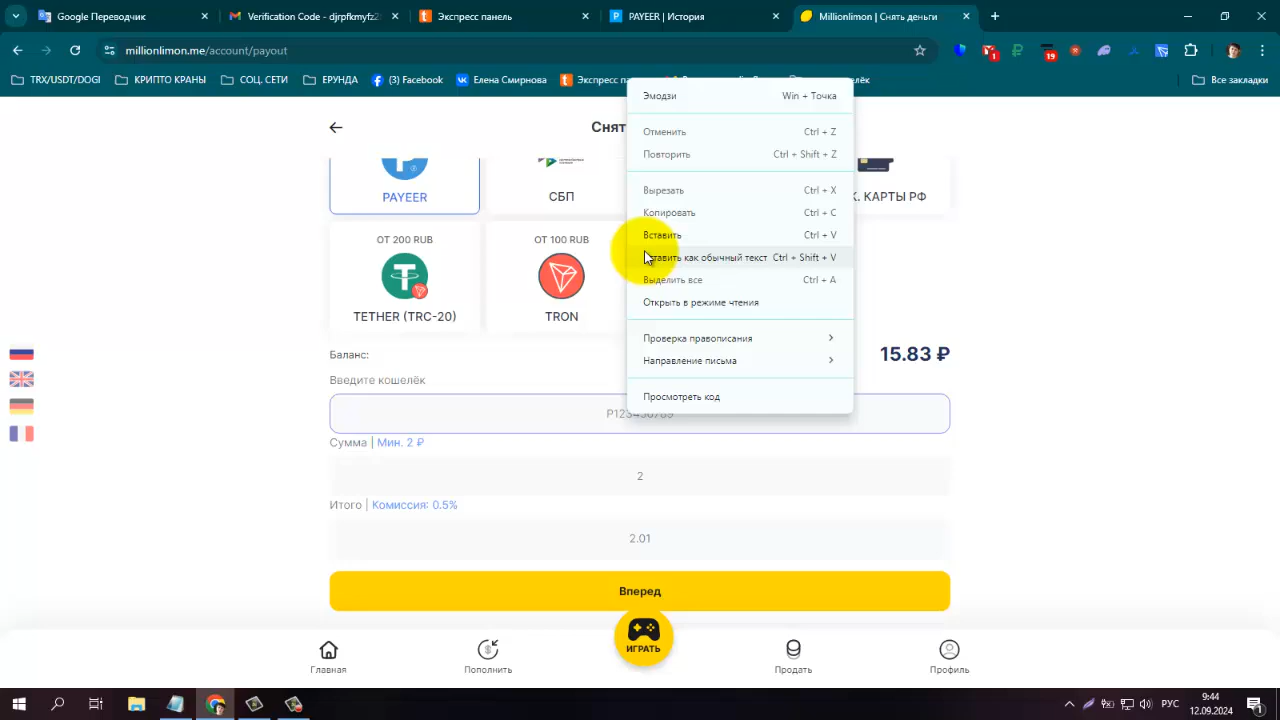 Google Переводчик
Verification Code - djrpfkmyfz2
Экспресс панель
PAYEER | История
Millionlimon | Снять деньги
millionlimon.me/account/payout
1
19
TRX/USDT/DOGI
КРИПТО КРАНЫ
СОЦ. СЕТИ
ЕРУНДА
(3) Facebook
Елена Смирнова
Экспресс
Все закладки
Эмодзи Win + Точка
Отменить Ctrl + Z
Повторить Ctrl + Shift + Z
Вырезать Ctrl + X
Копировать Ctrl + C
Вставить Ctrl + V
как обычный текст Ctrl + Shift + V
Выделить все Ctrl + A
Открыть в режиме чтения
Проверка правописания
Направление письма
Просмотреть код
PAYEER
СБП
КАРТЫ РФ
ОТ 200 RUB
ОТ 100 RUB
TETHER (TRC-20)
TRON
Баланс:
15.83 ₽
Введите кошелёк
P123456789
Сумма | Мин. 2 ₽
2
Итого | Комиссия: 0.5%
2.01
Вперед
Главная
Пополнить
ИГРАТЬ
Продать
Профиль
РУС
9:44
12.09.2024
1